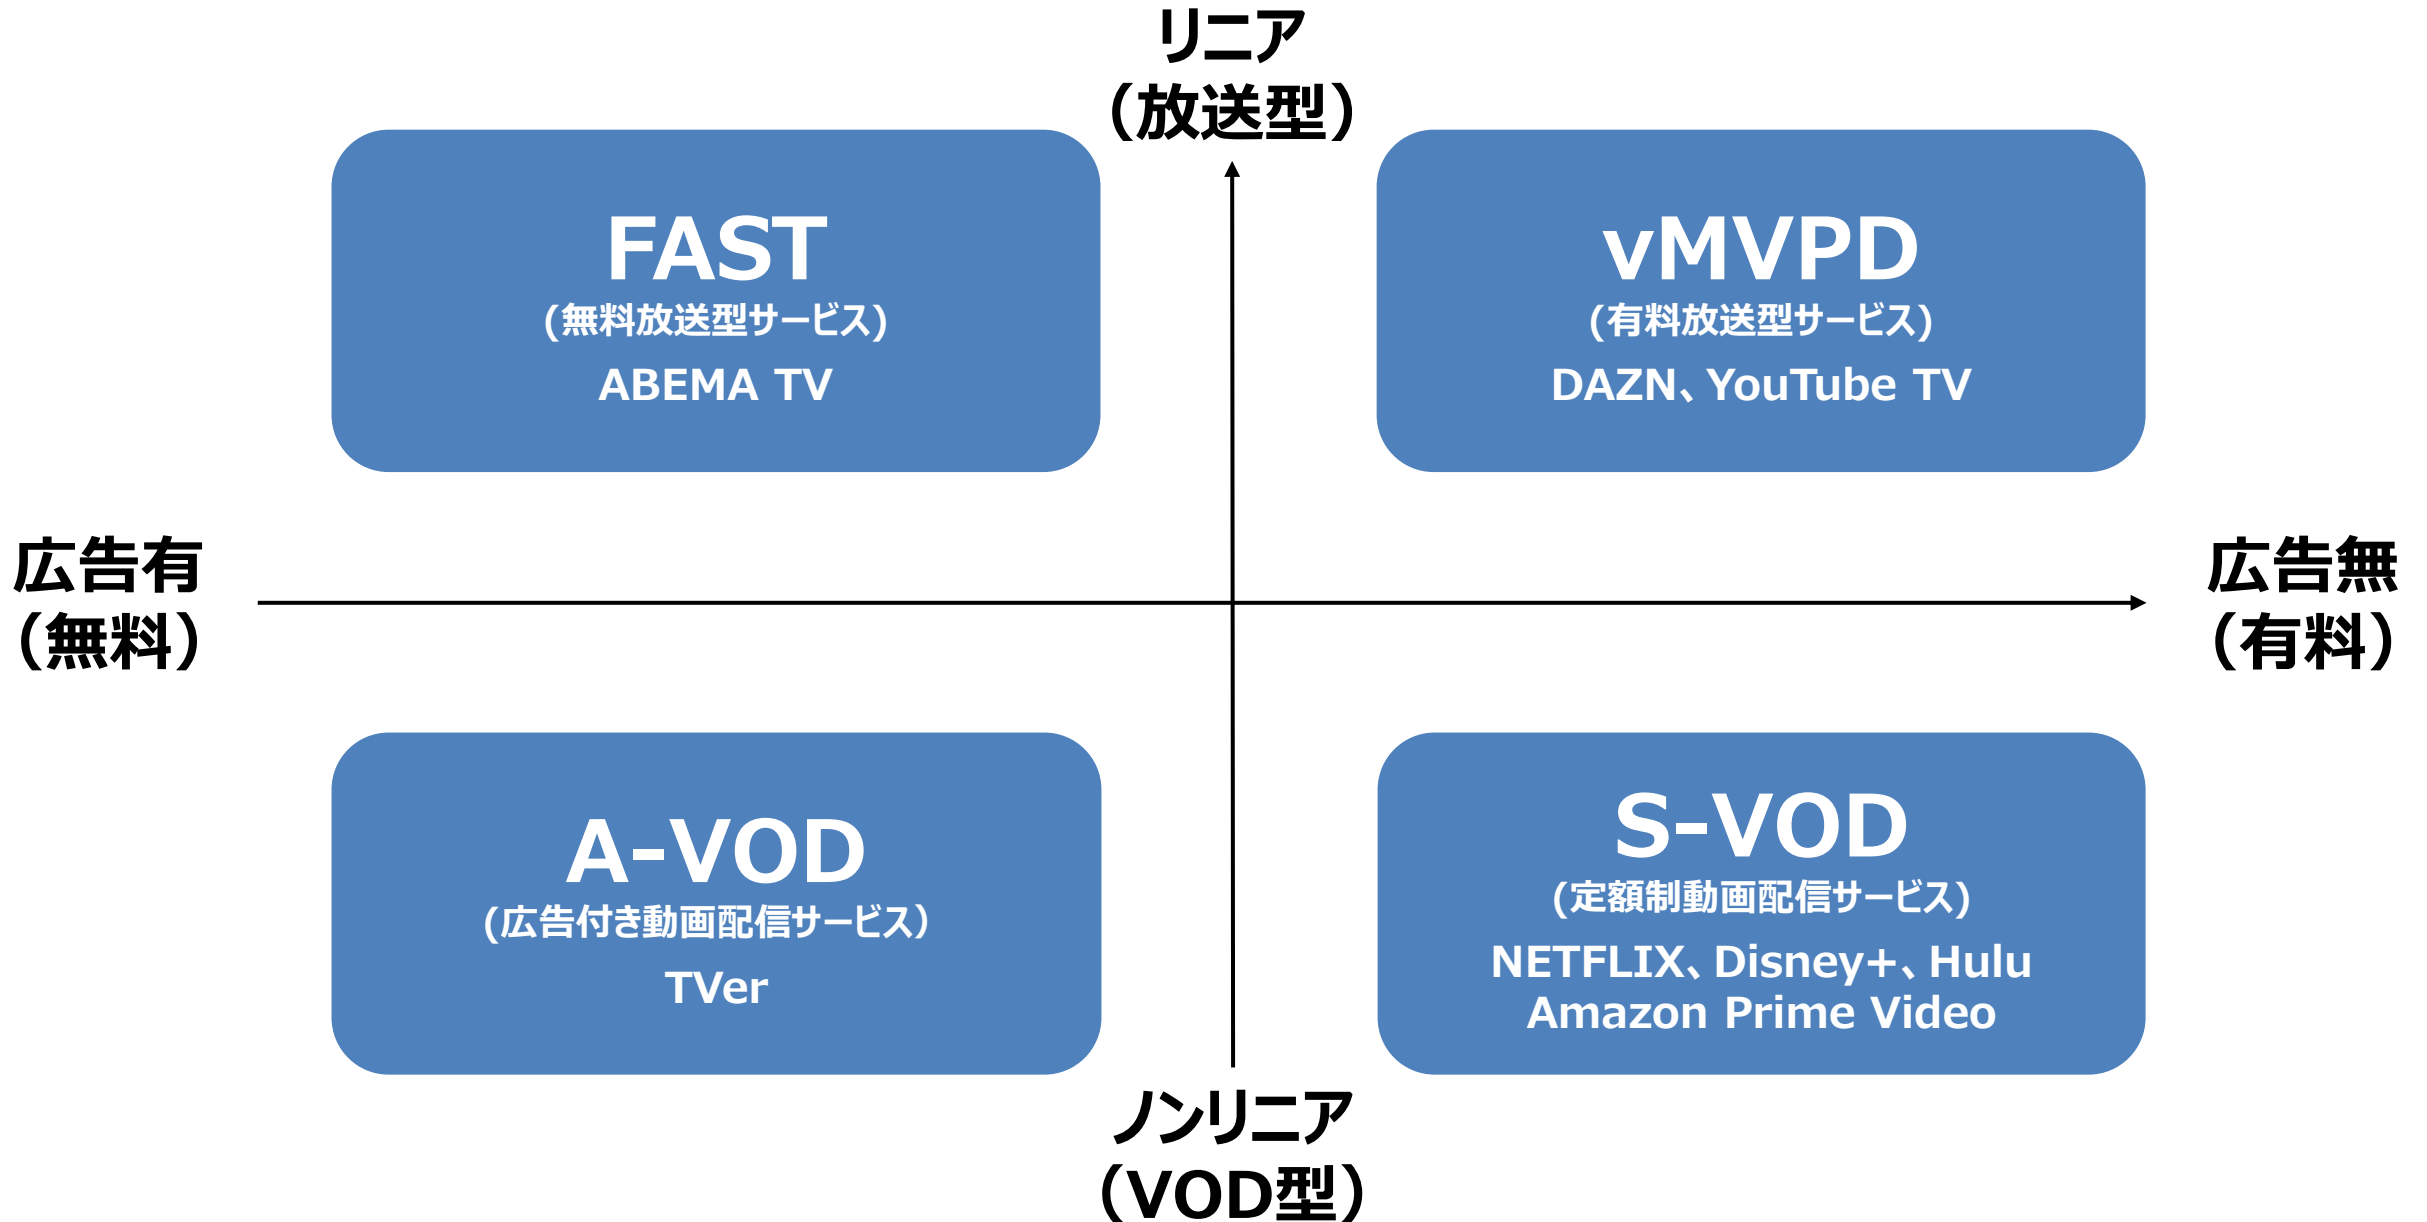 リニア
（放送型）
FAST
(無料放送型サービス)
ABEMA TV
vMVPD
(有料放送型サービス)
DAZN、YouTube TV
広告有
（無料）
広告無
（有料）
A-VOD
(広告付き動画配信サービス）
TVer
S-VOD
(定額制動画配信サービス)
NETFLIX、Disney+、Hulu
Amazon Prime Video
ノンリニア
（VOD型）